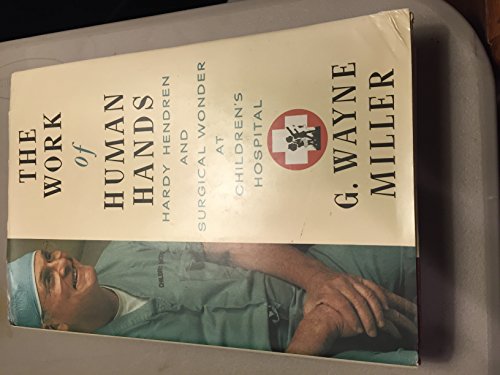 THE
WORK
of
HUMAN
HANDS
HARDY HENDREN
AND
SURGICAL WONDER
AT
CHILDREN'S
HOSPITAL
G. WAYNE
MILLER